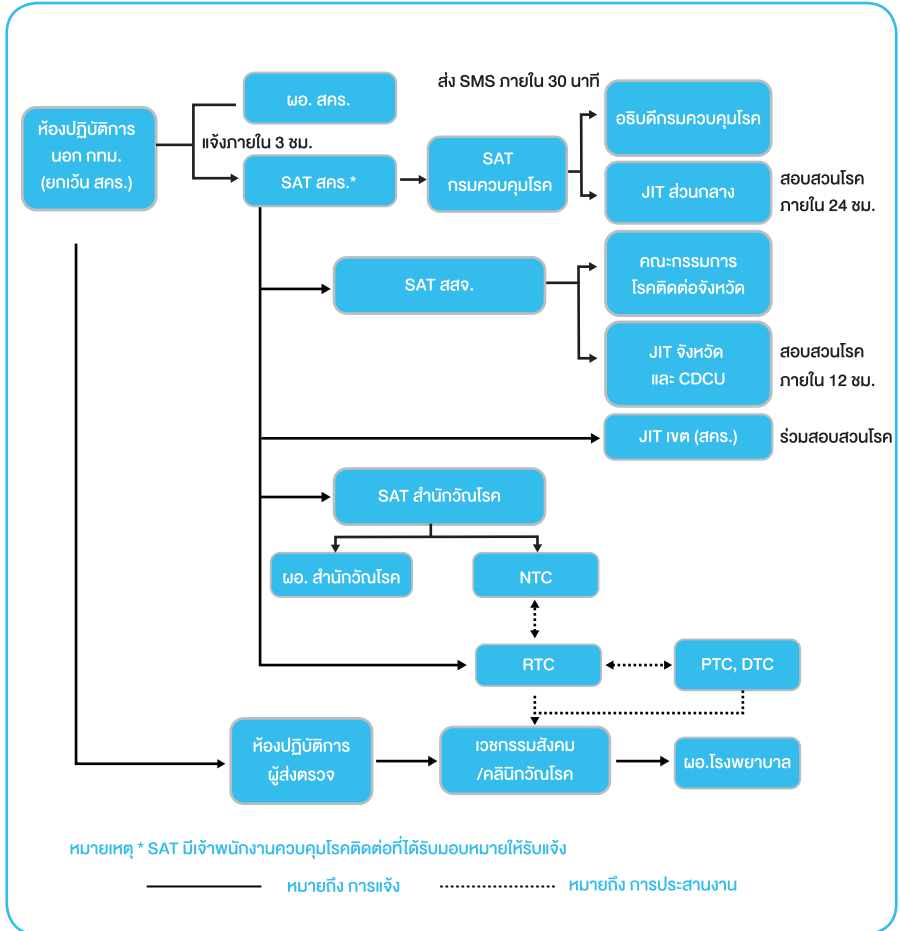 ส่ง SMS ภายใน 30 นาที
ผอ. สคร.
อธิบดีกรมควบคุมโรค
ห้องปฏิบัติการ
นอก กทม.
(ยกเว้น สคร.)
แจ้งภายใน 3 ชม.
SAT สคร.*
SAT
กรมควบคุมโรค
JIT ส่วนกลาง
สอบสวนโรค
ภายใน 24 ชม.
SAT สสจ.
คณะกรรมการ
โรคติดต่อจังหวัด
JIT จังหวัด
และ CDCU
สอบสวนโรค
ภายใน 12 ชม.
JIT เขต (สคร.)
ร่วมสอบสวนโรค
SAT สำนักวัณโรค
ผอ. สำนักวัณโรค
NTC
RTC
PTC, DTC
ห้องปฏิบัติการ
ผู้ส่งตรวจ
เวชกรรมสังคม
/คลินิกวัณโรค
ผอ.โรงพยาบาล
หมายเหตุ * SAT มีเจ้าพนักงานควบคุมโรคติดต่อที่ได้รับมอบหมายให้รับแจ้ง
หมายถึง การแจ้ง
หมายถึง การประสานงาน